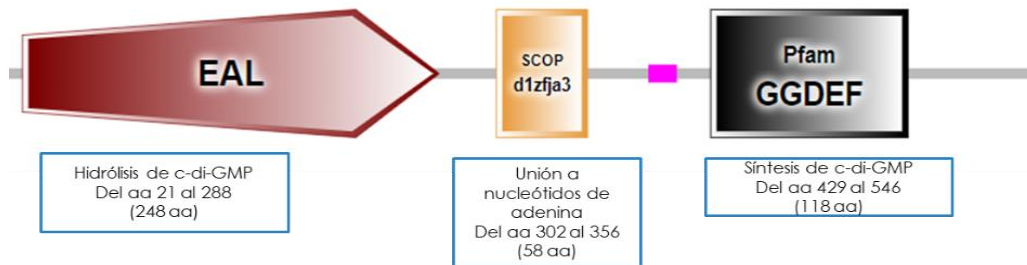 EAL
SCOP
d1zfja3
Pfam
GGDEF
Hidrólisis de c-di-GMP
Del aa 21 al 288
(248 aa)
Unión a
nucleótidos de
adenina
Del aa 302 al 356
(58 aa)
Síntesis de c-di-GMP
Del aa 429 al 546
(118 aa)